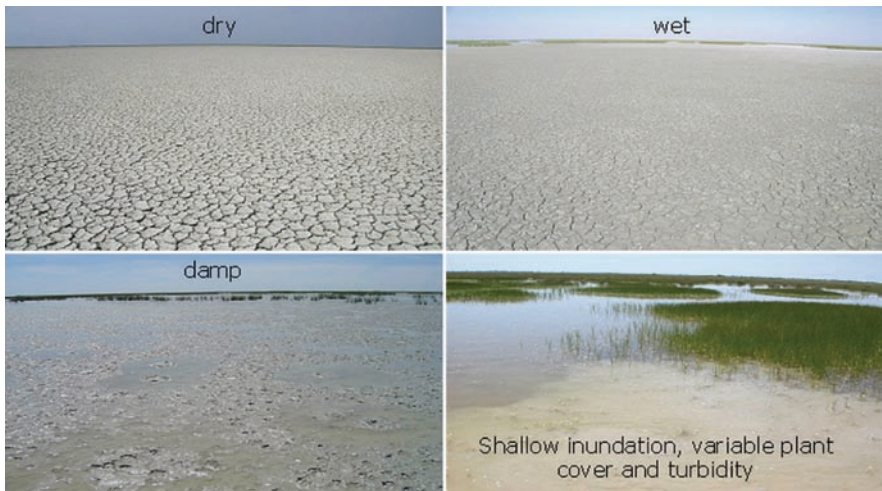 dry
wet
damp
Shallow inundation, variable plant
cover and turbidity